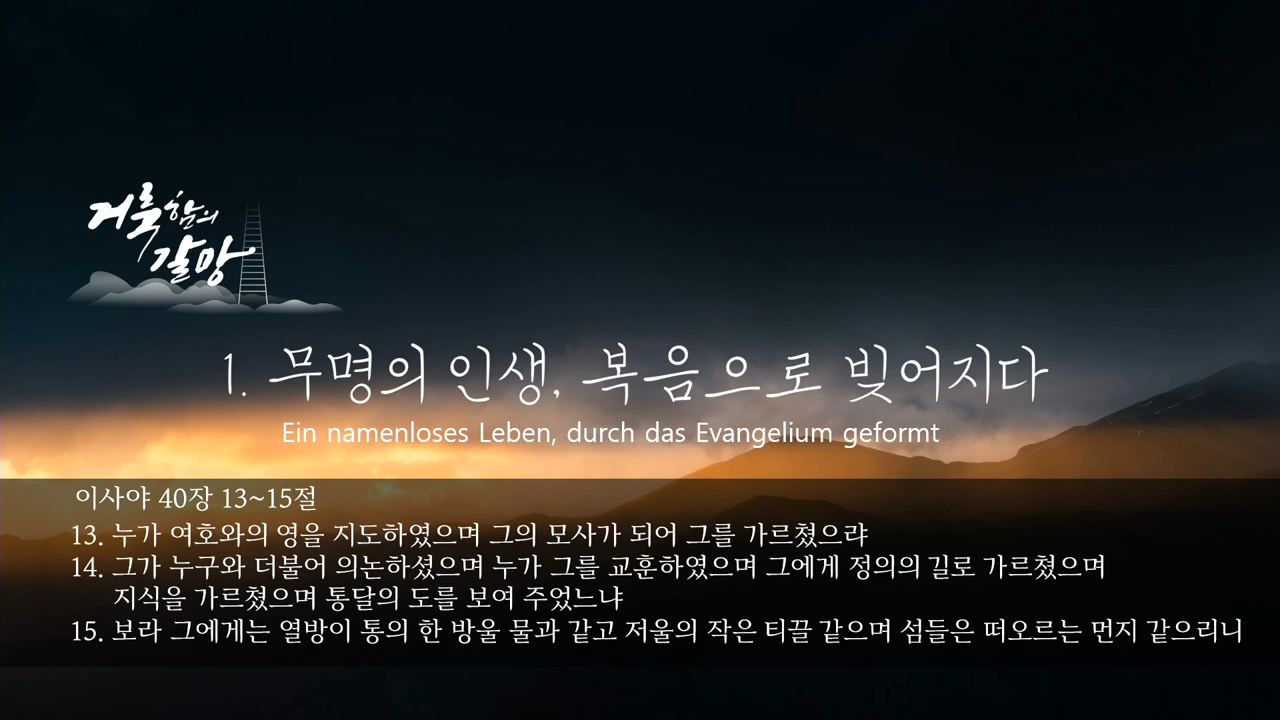 거룩함의
갈망
1. 무명의 인생, 복음으로 빚어지다
Ein namenloses Leben, durch das Evangelium geformt
이사야 40장 13~15절
13. 누가 여호와의 영을 지도하였으며 그의 모사가 되어 그를 가르쳤으랴
14. 그가 누구와 더불어 의논하셨으며 누가 그를 교훈하였으며 그에게 정의의 길로 가르쳤으며
지식을 가르쳤으며 통달의 도를 보여 주었느냐
15. 보라 그에게는 열방이 통의 한 방울 물과 같고 저울의 작은 티끌 같으며 섬들은 떠오르는 먼지 같으리니